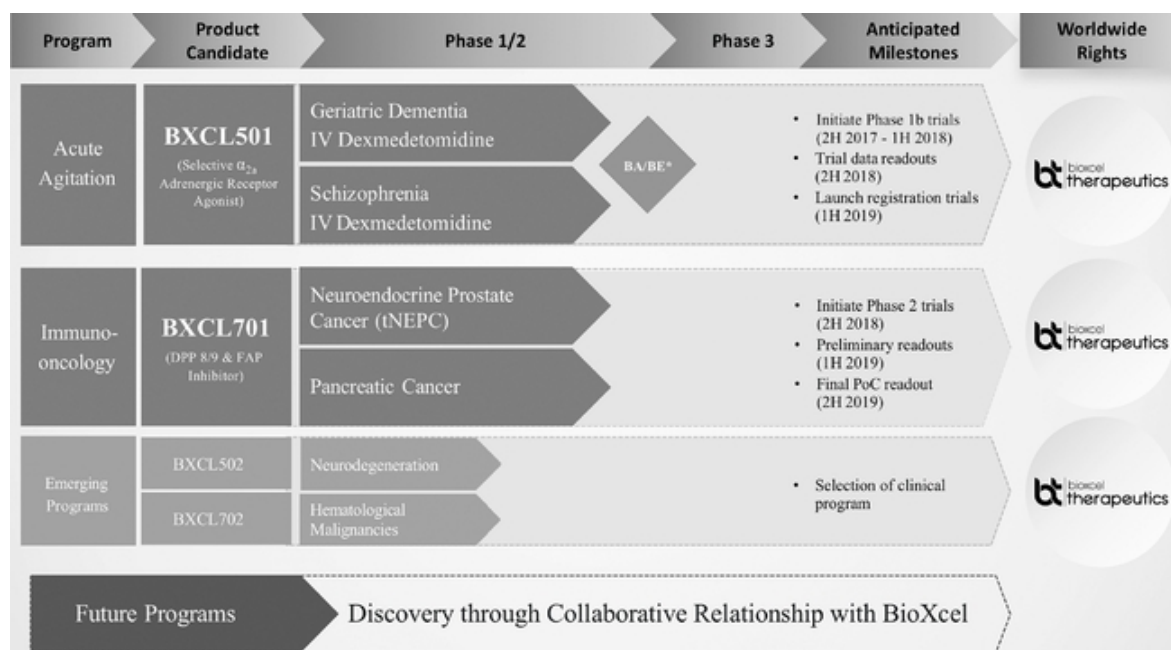 Program
Product
Candidate
Phase 1/2
Phase 3
Anticipated
Milestones
Worldwide
Rights
Acute
Agitation
BXCL501
(Selective α2a
Adrenergic Receptor
Agonist)
Geriatric Dementia
IV Dexmedetomidine
Schizophrenia
IV Dexmedetomidine
BA/BE*
• Initiate Phase 1b trials
(2H 2017 - 1H 2018)
• Trial data readouts
(2H 2018)
• Launch registration trials
(1H 2019)
bt bioxcel
therapeutics
Immuno-
oncology
BXCL701
(DPP 8/9 & FAP
Inhibitor)
Neuroendocrine Prostate
Cancer (tNEPC)
Pancreatic Cancer
• Initiate Phase 2 trials
(2H 2018)
• Preliminary readouts
(1H 2019)
• Final PoC readout
(2H 2019)
bt bioxcel
therapeutics
Emerging
Programs
BXCL502
Neurodegeneration
BXCL702
Hematological
Malignancies
• Selection of clinical
program
bt bioxcel
therapeutics
Future Programs
Discovery through Collaborative Relationship with BioXcel